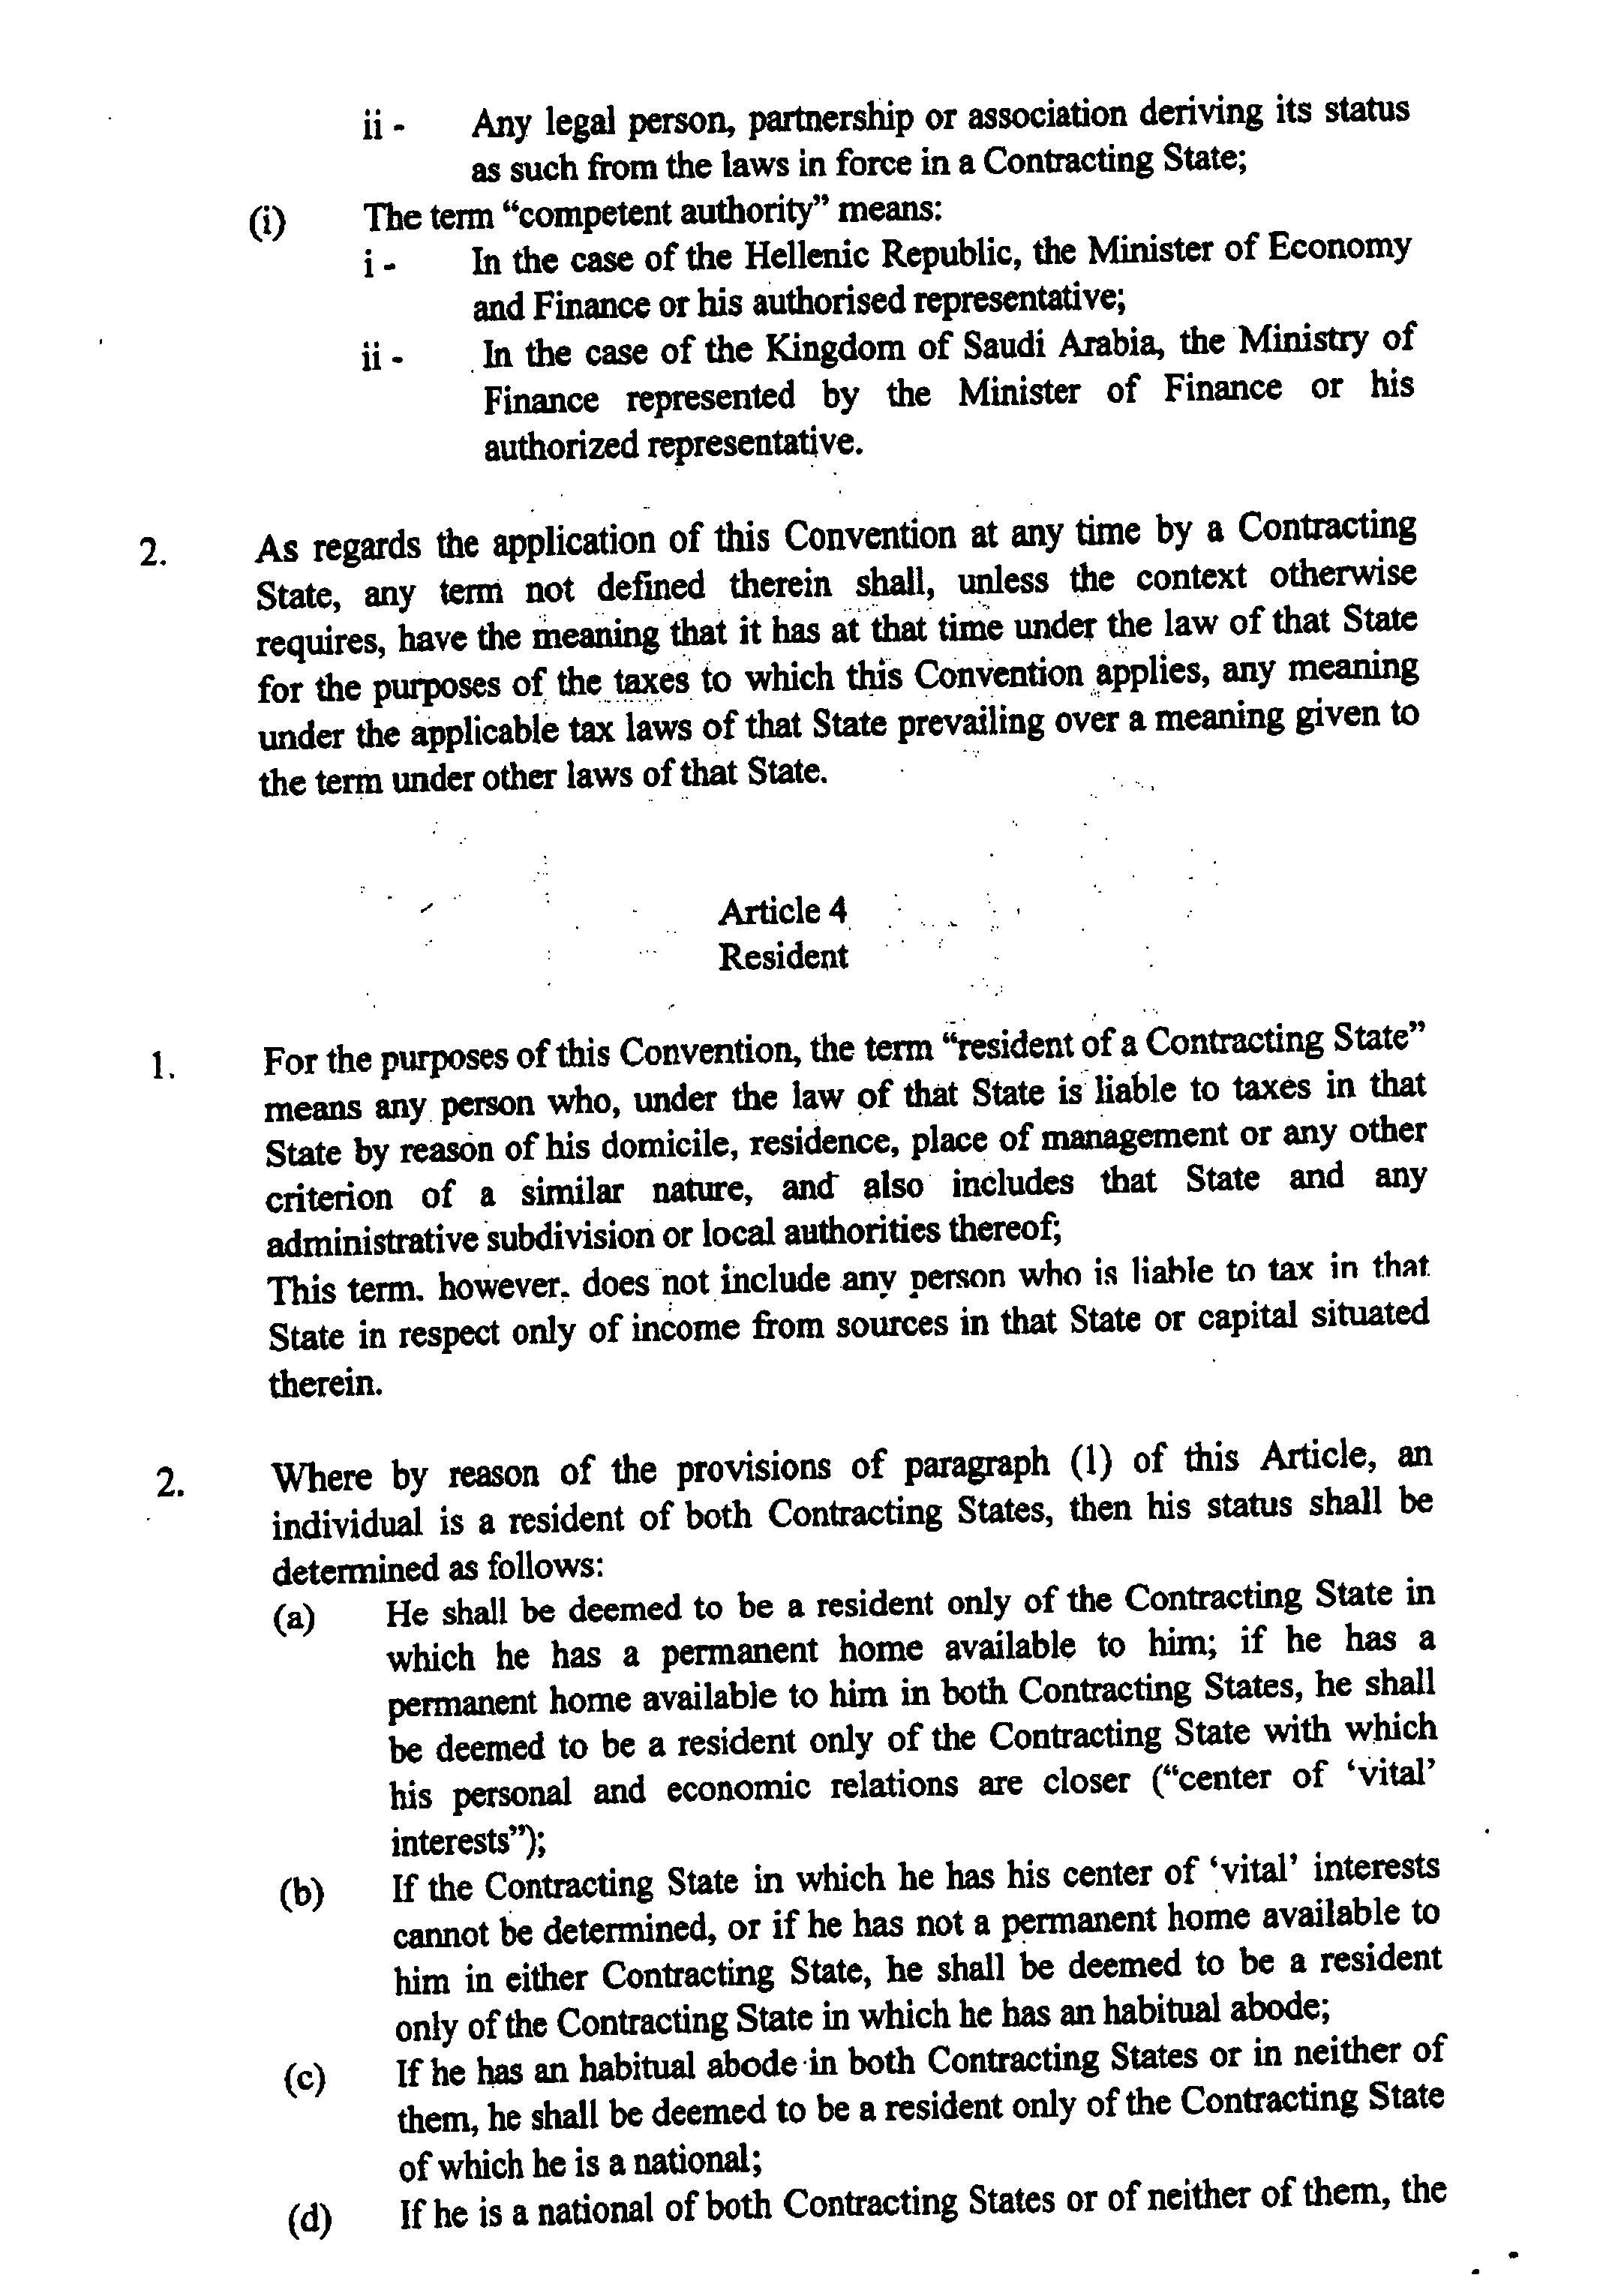 ii - Any legal person, partnership or association deriving its status
as such from the laws in force in a Contracting State;
(i) The term “competent authority” means:
i - In the case of the Hellenic Republic, the Minister of Economy
and Finance or his authorised representative;
ii - In the case of the Kingdom of Saudi Arabia, the Ministry of
Finance represented by the Minister of Finance or his
authorized representative.
2. As regards the application of this Convention at any time by a Contracting
State, any term not defined therein shall, unless the context otherwise
requires, have the meaning that it has at that time under the law of that State
for the purposes of the taxes to which this Convention applies, any meaning
under the applicable tax laws of that State prevailing over a meaning given to
the term under other laws of that State.
Article 4
Resident
1. For the purposes of this Convention, the term “resident of a Contracting State”
means any person who, under the law of that State is liable to taxes in that
State by reason of his domicile, residence, place of management or any other
criterion of a similar nature, and also includes that State and any
administrative subdivision or local authorities thereof;
This term. however. does not include any person who is liable to tax in that
State in respect only of income from sources in that State or capital situated
therein.
2. Where by reason of the provisions of paragraph (1) of this Article, an
individual is a resident of both Contracting States, then his status shall be
determined as follows:
(a) He shall be deemed to be a resident only of the Contracting State in
which he has a permanent home available to him; if he has a
permanent home available to him in both Contracting States, he shall
be deemed to be a resident only of the Contracting State with which
his personal and economic relations are closer (“center of ‘vital’
interests”);
(b) If the Contracting State in which he has his center of ‘vital’ interests
cannot be determined, or if he has not a permanent home available to
him in either Contracting State, he shall be deemed to be a resident
only of the Contracting State in which he has an habitual abode;
(c) If he has an habitual abode in both Contracting States or in neither of
them, he shall be deemed to be a resident only of the Contracting State
of which he is a national;
(d) If he is a national of both Contracting States or of neither of them, the